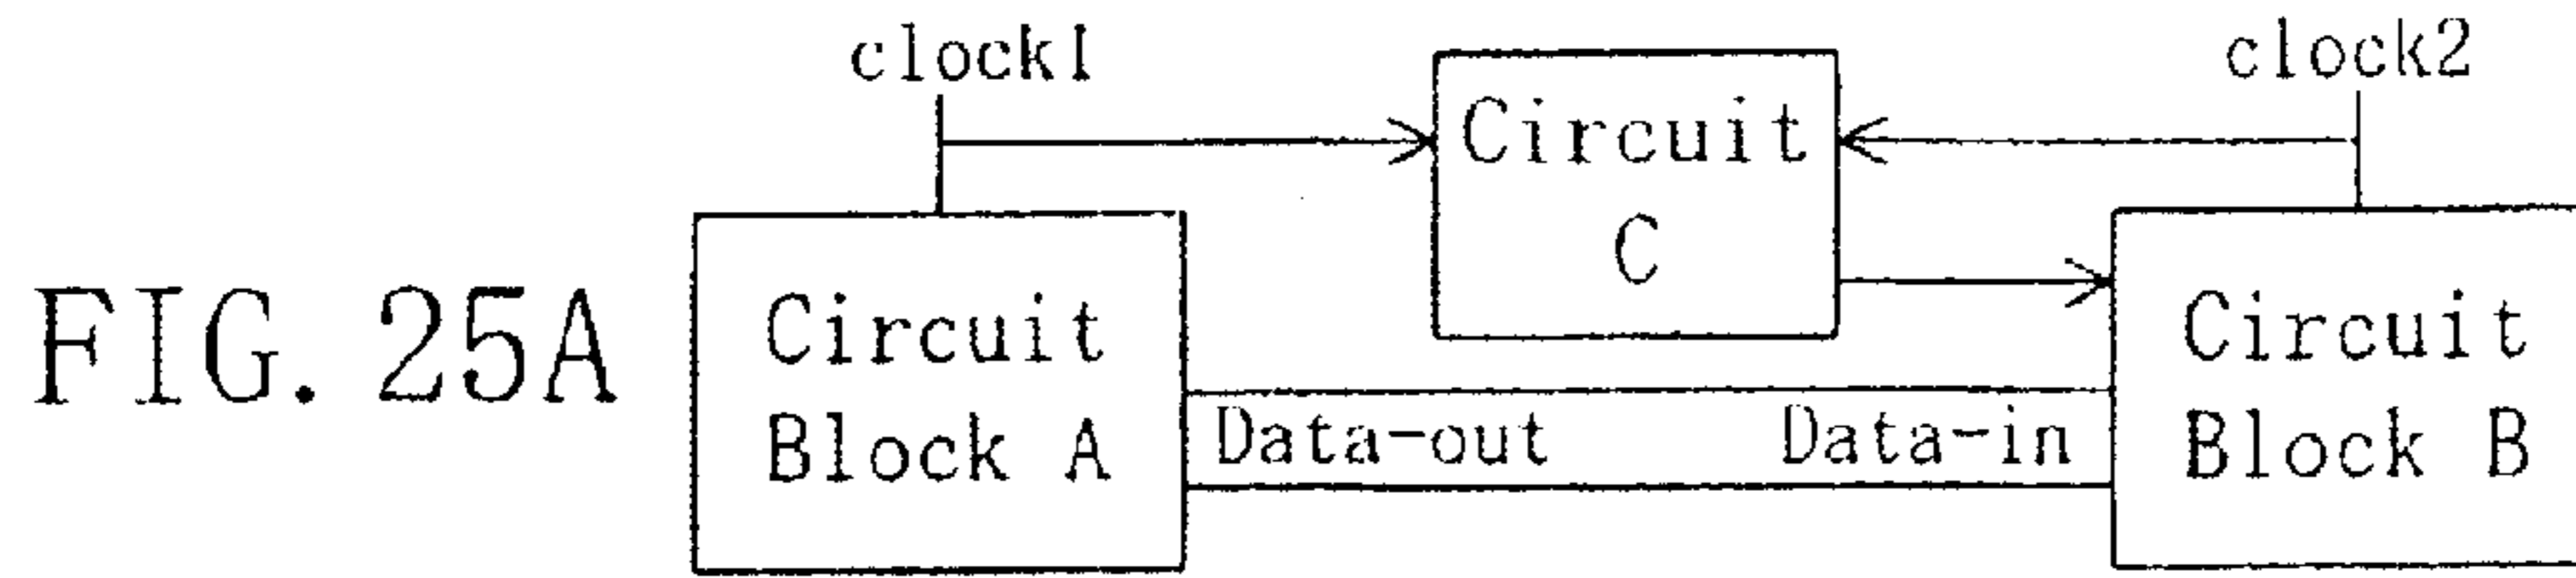 clock1
clock2
Circuit
C
FIG. 25A
Circuit
Block A
Data-out
Data-in
Circuit
Block B